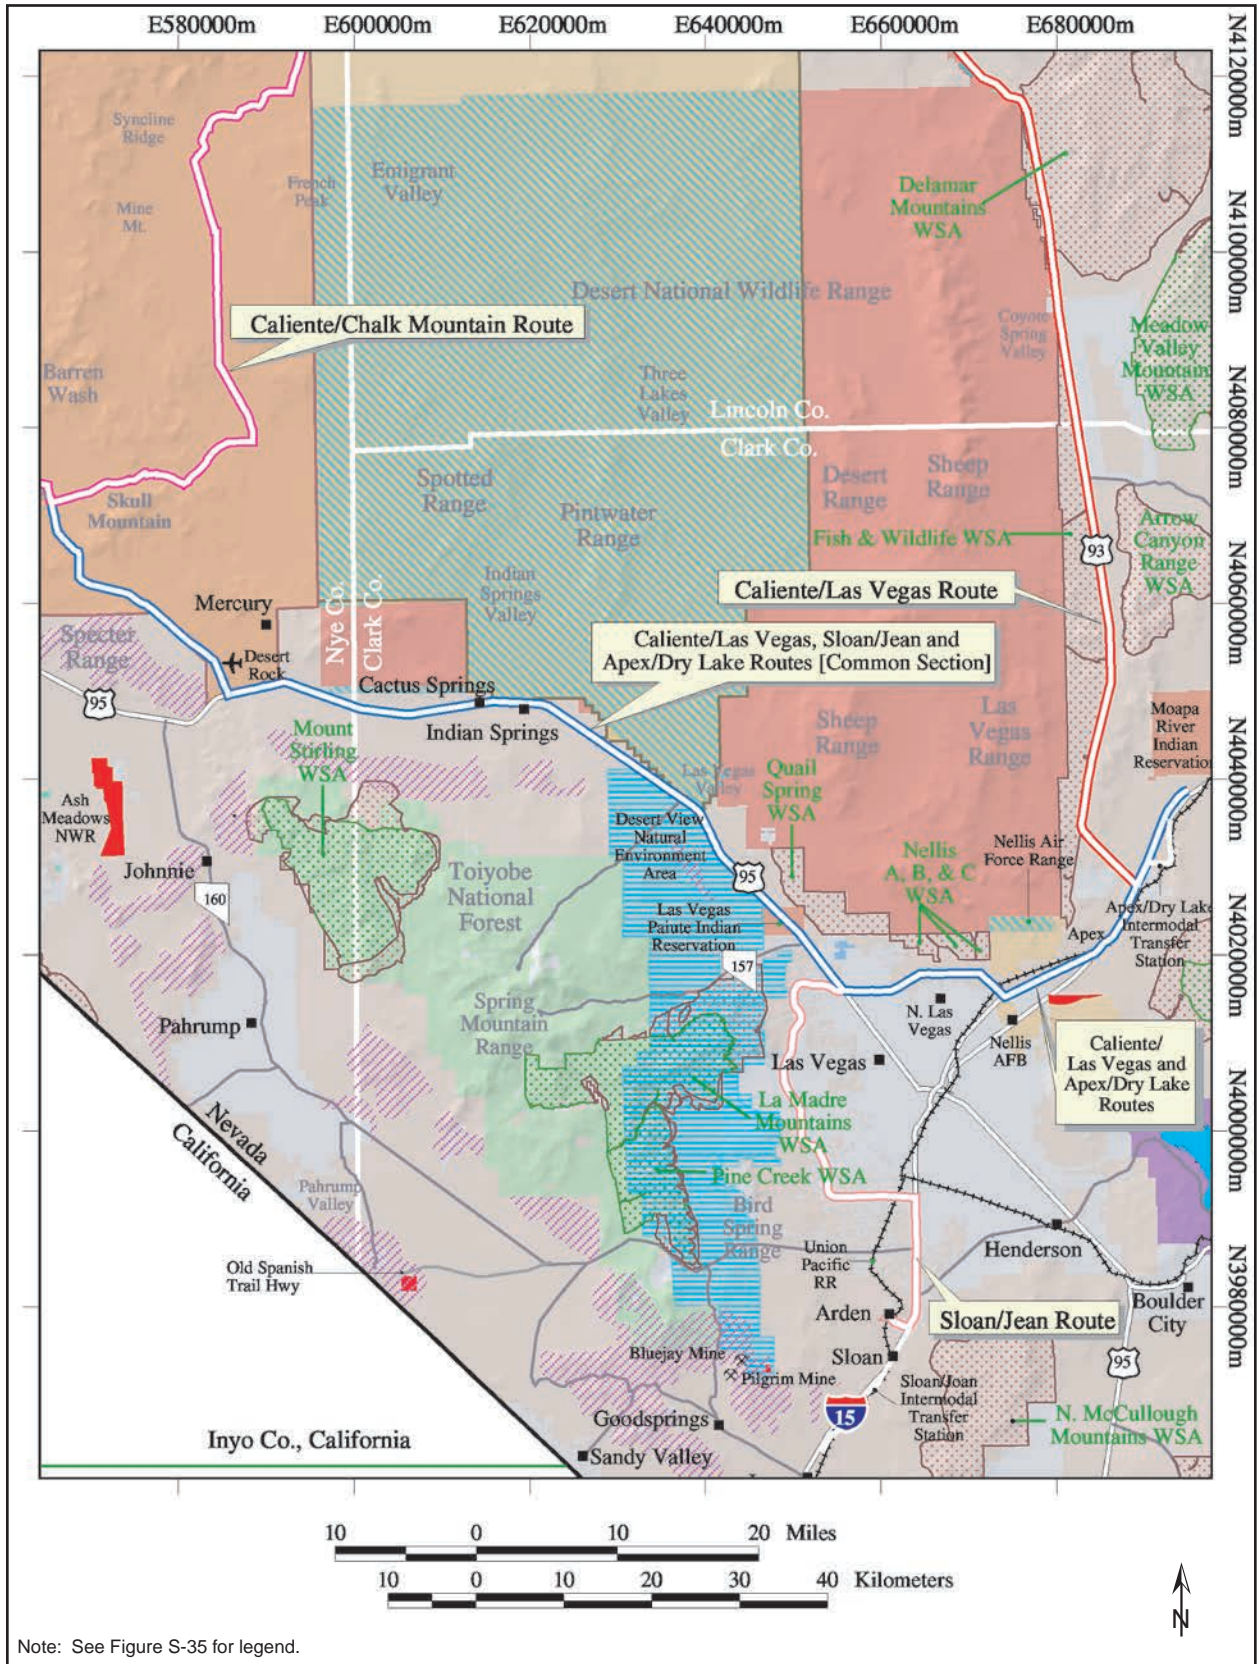 E580000m E600000m E620000m E640000m E660000m E680000m
N4120000m
N4100000m
N4080000m
N4060000m
N4040000m
N4020000m
N4000000m
N3980000m
Syncline
Ridge
Mine
Mt.
French
Peak
Emigrant
Valley
Delamar
Mountains
WSA
Desert National Wildlife Range
Caliente/Chalk Mountain Route
Coyote
Spring
Valley
Meadow
Valley
Mountains
WSA
Barren
Wash
Three
Lakes
Valley
Lincoln Co.
Clark Co.
Skull
Mountain
Spotted
Range
Pintwater
Range
Desert
Range
Sheep
Range
Fish & Wildlife WSA
93
Arrow
Canyon
Range
WSA
Indian
Springs
Valley
Caliente/Las Vegas Route
Mercury
Nye Co.
Clark Co.
Specter
Range
Desert
Rock
Caliente/Las Vegas, Sloan/Jean and
Apex/Dry Lake Routes [Common Section]
95
Cactus Springs
Indian Springs
Mount
Stirling
WSA
Sheep
Range
Las
Vegas
Range
Moapa
River
Indian
Reservation
Las Vegas
Valley
Quail
Spring
WSA
Ash
Meadows
NWR
Desert View
Natural
Environment
Area
Nellis Air
Force Range
Nellis
A, B, & C
WSA
Johnnie
160
Toiyobe
National
Forest
95
Las Vegas
Paiute Indian
Reservation
157
Apex
Apex/Dry Lake
Intermodal
Transfer
Station
Pahrump
Spring
Mountain
Range
N. Las
Vegas
Nellis
AFB
Las Vegas
Caliente/
Las Vegas and
Apex/Dry Lake
Routes
La Madre
Mountains
WSA
Nevada
California
Pine Creek WSA
Pahrump
Valley
Bird
Spring
Range
Old Spanish
Trail Hwy
Union
Pacific
RR
Henderson
Arden
Sloan/Jean Route
Boulder
City
Bluejay Mine
Pilgrim Mine
Sloan
95
Sloan/Joan
Intermodal
Transfer
Station
15
Goodsprings
N. McCullough
Mountains WSA
Inyo Co., California
Sandy Valley
10 0 10 20 Miles
10 0 10 20 30 40 Kilometers
N
Note: See Figure S-35 for legend.